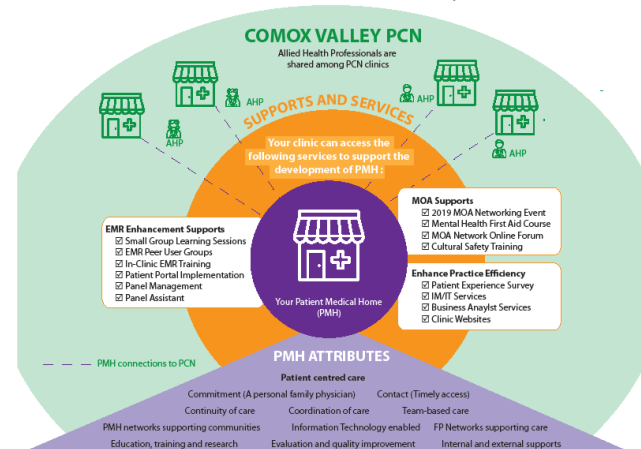 COMOX VALLEY PCN
Allied Health Professionals are
shared among PCN clinics
AHP
AHP
AHP
AHP
SUPPORTS AND SERVICES
Your clinic can access the
following services to support the
development of PMH :
EMR Enhancement Supports
☑ Small Group Learning Sessions
☑ EMR Peer User Groups
☑ In-Clinic EMR Training
☑ Patient Portal Implementation
☑ Panel Management
☑ Panel Assistant
MOA Supports
☑ 2019 MOA Networking Event
☑ Mental Health First Aid Course
☑ MOA Network Online Forum
☑ Cultural Safety Training
Enhance Practice Efficiency
☑ Patient Experience Survey
☑ IM/IT Services
☑ Business Anaylst Services
☑ Clinic Websites
Your Patient Medical Home
(PMH)
PMH connections to PCN
PMH ATTRIBUTES
Patient centred care
Commitment (A personal family physician) Contact (Timely access)
Continuity of care Coordination of care Team-based care
PMH networks supporting communities Information Technology enabled FP Networks supporting care
Education, training and research Evaluation and quality improvement Internal and external supports